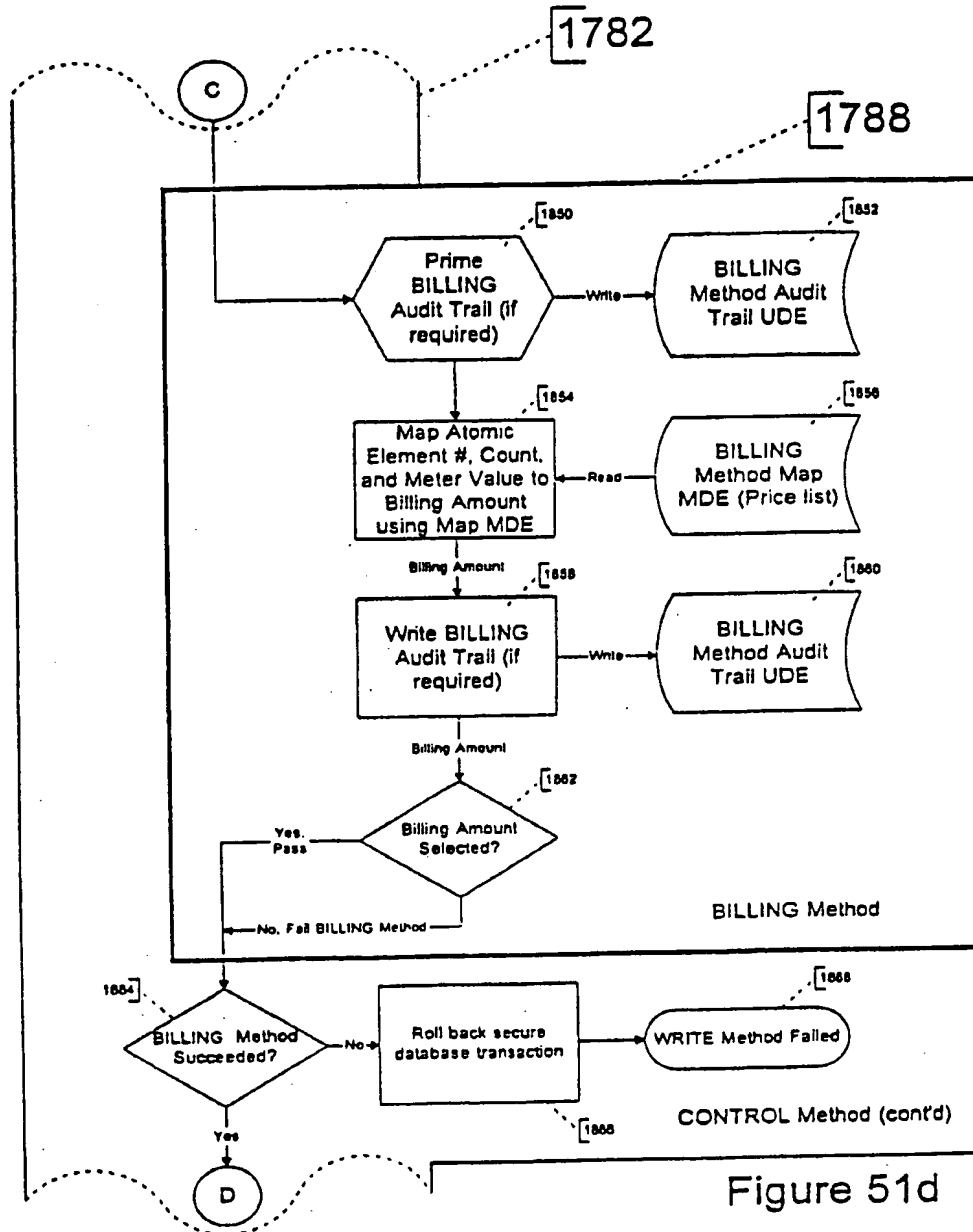 1782
C
1788
1850
Prime
BILLING
Audit Trail (if
required)
Write
1852
BILLING
Method Audit
Trail UDE
1854
Map Atomic
Element #, Count,
and Meter Value to
Billing Amount
using Map MDE
Read
1856
BILLING
Method Map
MDE (Price list)
Billing Amount
1858
Write BILLING
Audit Trail (if
required)
Write
1860
BILLING
Method Audit
Trail UDE
Billing Amount
1862
Billing Amount
Selected?
Yes,
Pass
No, Fail BILLING Method
BILLING Method
1864
BILLING Method
Succeeded?
No
Roll back secure
database transaction
1866
1868
WRITE Method Failed
Yes
CONTROL Method (cont'd)
D
Figure 51d